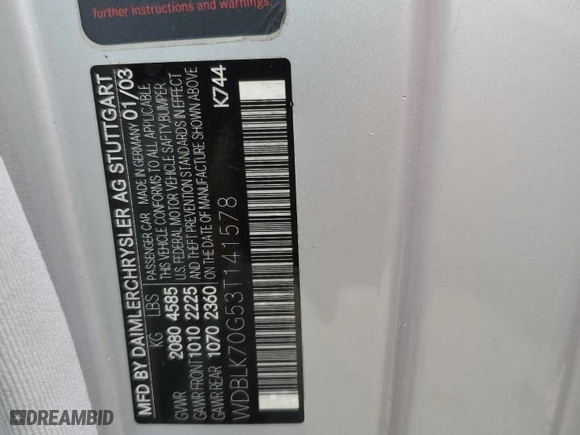 further instructions and warnings.
MFD BY DAIMLERCHRYSLER AG STUTTGART
PASSENGER CAR MADE IN GERMANY 01/03
KG LBS THIS VEHICLE CONFORMS TO ALL APPLICABLE
GVWR 2080 4585 U.S. FEDERAL MOTOR VEHICLE SAFTY BUMPER
GAWR FRONT 1010 2225 AND THEFT PREVENTION STANDARDS IN EFFECT
GAWR REAR 1070 2360 ON THE DATE OF MANUFACTURE SHOWN ABOVE
WDBLK70G53T141578 K744
DREAMBID